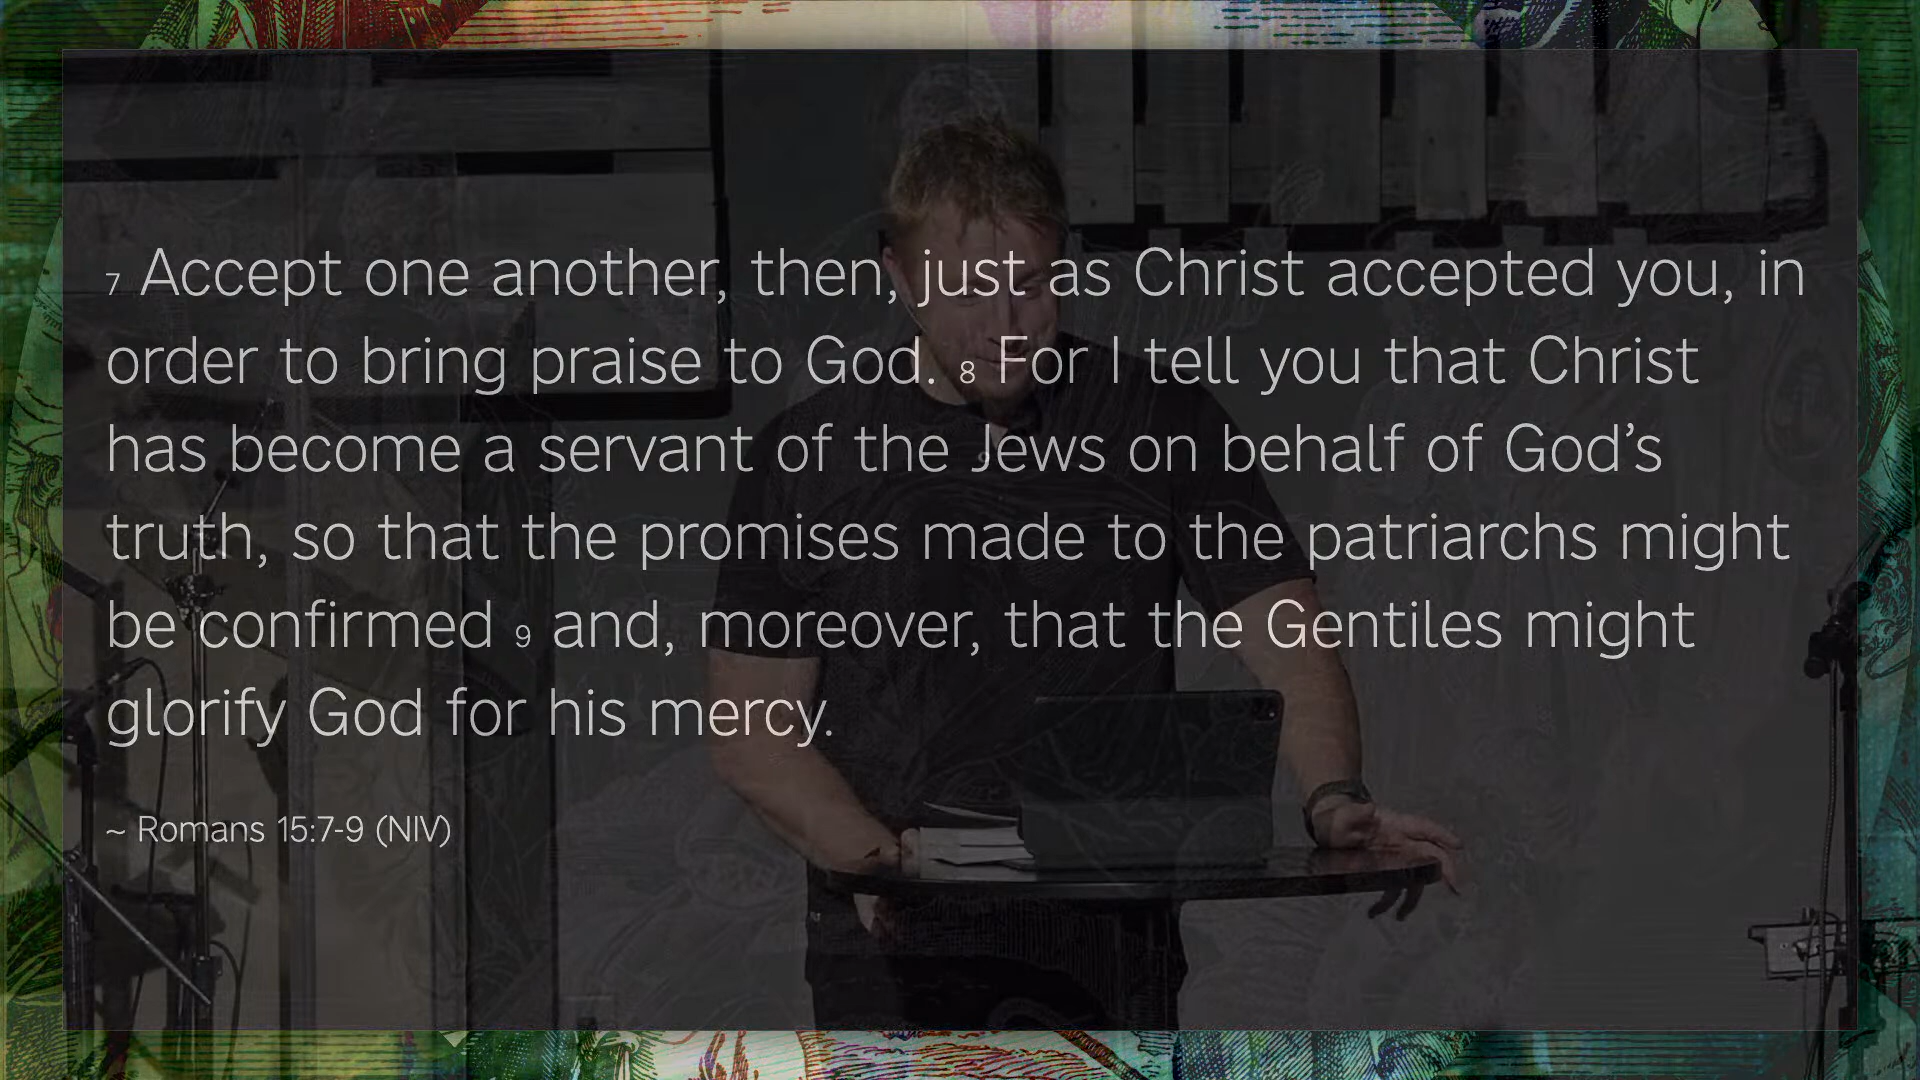 7 Accept one another, then, just as Christ accepted you, in
order to bring praise to God. 8 For I tell you that Christ
has become a servant of the Jews on behalf of God’s
truth, so that the promises made to the patriarchs might
be confirmed 9 and, moreover, that the Gentiles might
glorify God for his mercy.
~ Romans 15:7-9 (NIV)